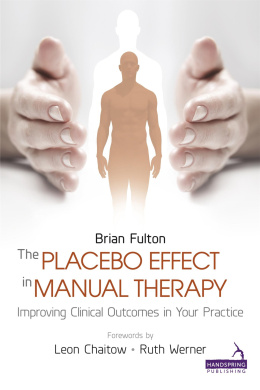 Brian Fulton
The PLACEBO EFFECT
in MANUAL THERAPY
Improving Clinical Outcomes in Your Practice
Forewords by
Leon Chaitow • Ruth Werner
HANDSPRING
PUBLISHING